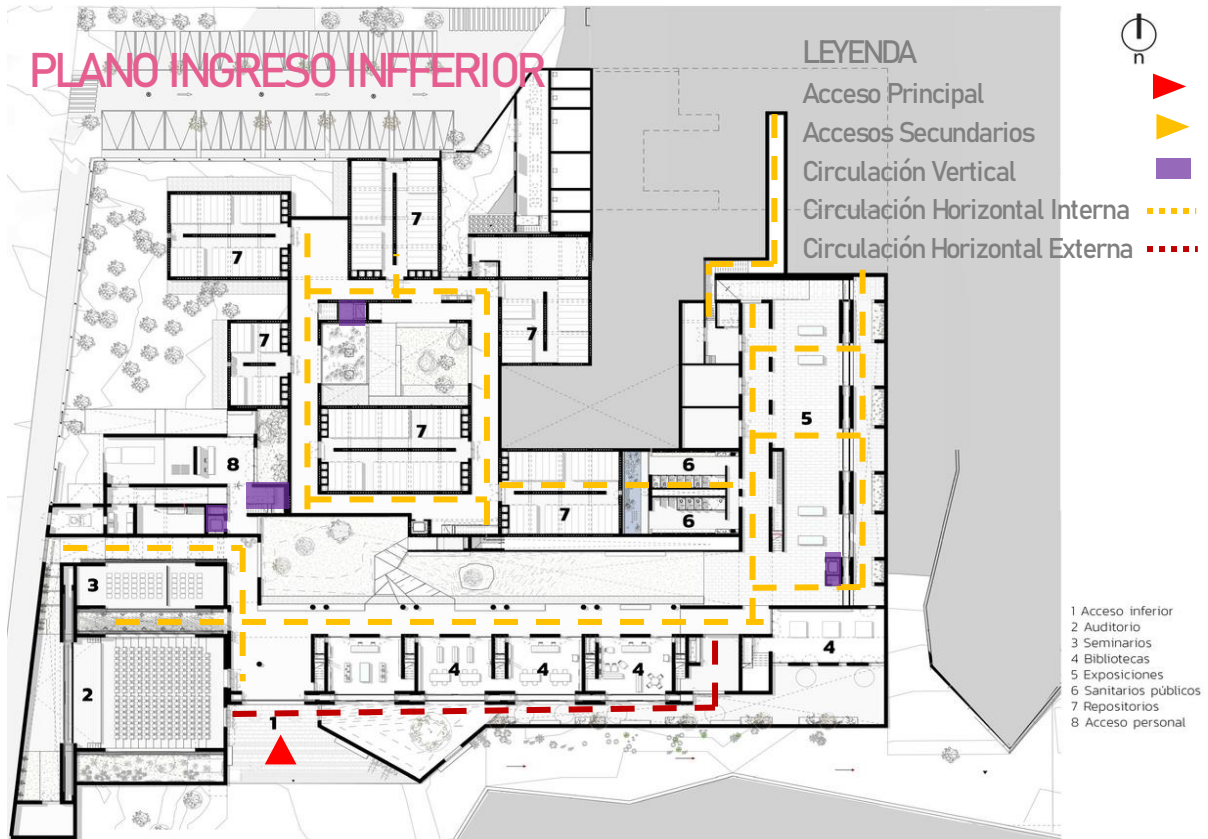 PLANO INGRESO INFFERIOR
LEYENDA
Acceso Principal
Accesos Secundarios
Circulación Vertical
Circulación Horizontal Interna
Circulación Horizontal Externa
n
7
7
7
7
7
8
7
6
6
5
3
2
4
4
4
4
1
1 Acceso inferior
2 Auditorio
3 Seminarios
4 Bibliotecas
5 Exposiciones
6 Sanitarios públicos
7 Repositorios
8 Acceso personal